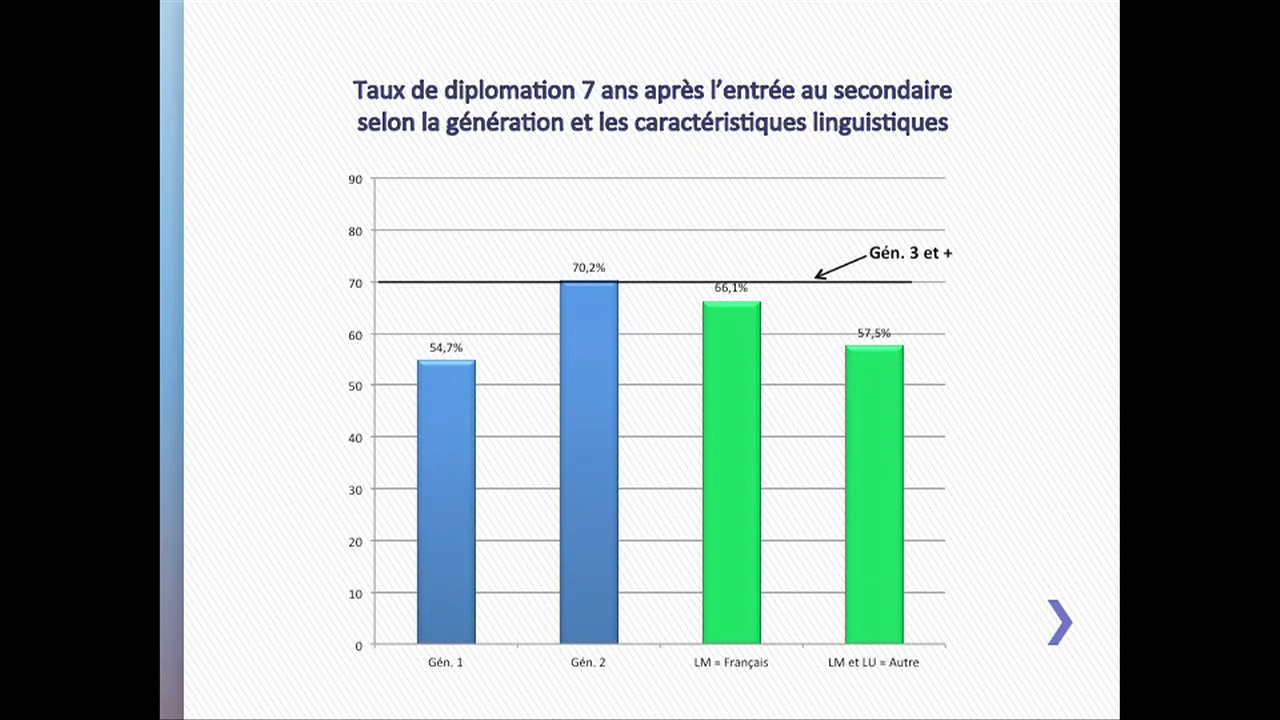 Taux de diplomation 7 ans après l’entrée au secondaire
selon la génération et les caractéristiques linguistiques
90
80
Gén. 3 et +
70,2%
70
66,1%
60
57,5%
54,7%
50
40
30
20
10
0
Gén. 1
Gén. 2
LM = Français
LM et LU = Autre